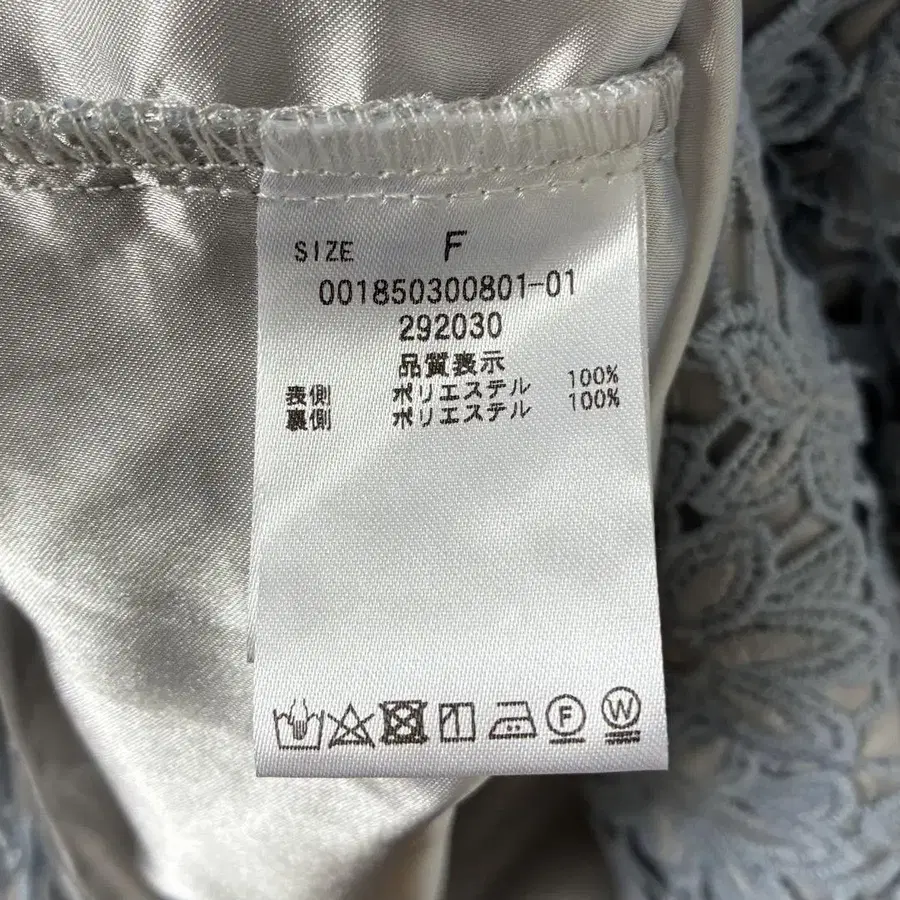 SIZE F
001850300801-01
292030
品質表示
表側 ポリエステル 100%
裏側 ポリエステル 100%
F W